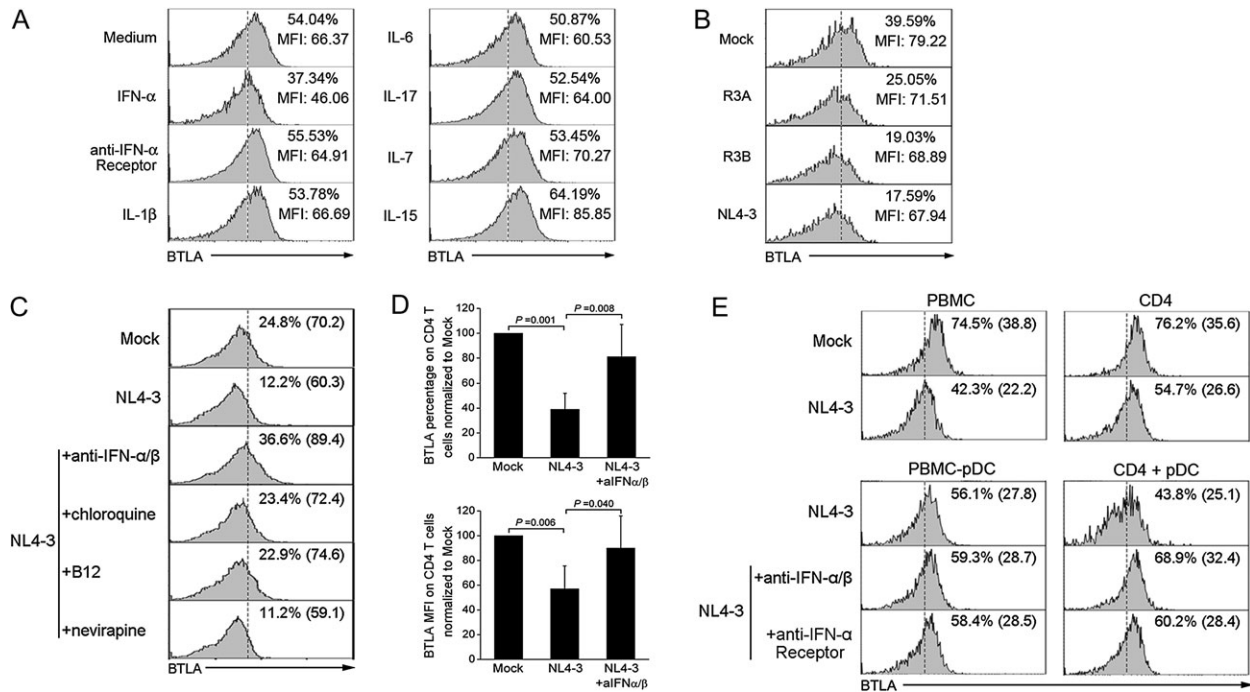 A
Medium
54.04%
MFI: 66.37
IFN-α
37.34%
MFI: 46.06
anti-IFN-α
Receptor
55.53%
MFI: 64.91
IL-1β
53.78%
MFI: 66.69
BTLA
IL-6
50.87%
MFI: 60.53
IL-17
52.54%
MFI: 64.00
IL-7
53.45%
MFI: 70.27
IL-15
64.19%
MFI: 85.85
BTLA
B
Mock
39.59%
MFI: 79.22
R3A
25.05%
MFI: 71.51
R3B
19.03%
MFI: 68.89
NL4-3
17.59%
MFI: 67.94
BTLA
C
Mock
24.8% (70.2)
NL4-3
12.2% (60.3)
NL4-3
+anti-IFN-α/β
36.6% (89.4)
+chloroquine
23.4% (72.4)
+B12
22.9% (74.6)
+nevirapine
11.2% (59.1)
BTLA
D
BTLA percentage on CD4 T
cells normalized to Mock
120
100
80
60
40
20
0
P =0.001
P =0.008
Mock
NL4-3
NL4-3
+aIFNα/β
BTLA MFI on CD4 T cells
normalized to Mock
120
100
80
60
40
20
0
P =0.006
P =0.040
Mock
NL4-3
NL4-3
+aIFNα/β
E
PBMC
CD4
Mock
74.5% (38.8)
76.2% (35.6)
NL4-3
42.3% (22.2)
54.7% (26.6)
PBMC-pDC
CD4 + pDC
NL4-3
56.1% (27.8)
43.8% (25.1)
NL4-3
+anti-IFN-α/β
59.3% (28.7)
68.9% (32.4)
+anti-IFN-α
Receptor
58.4% (28.5)
60.2% (28.4)
BTLA